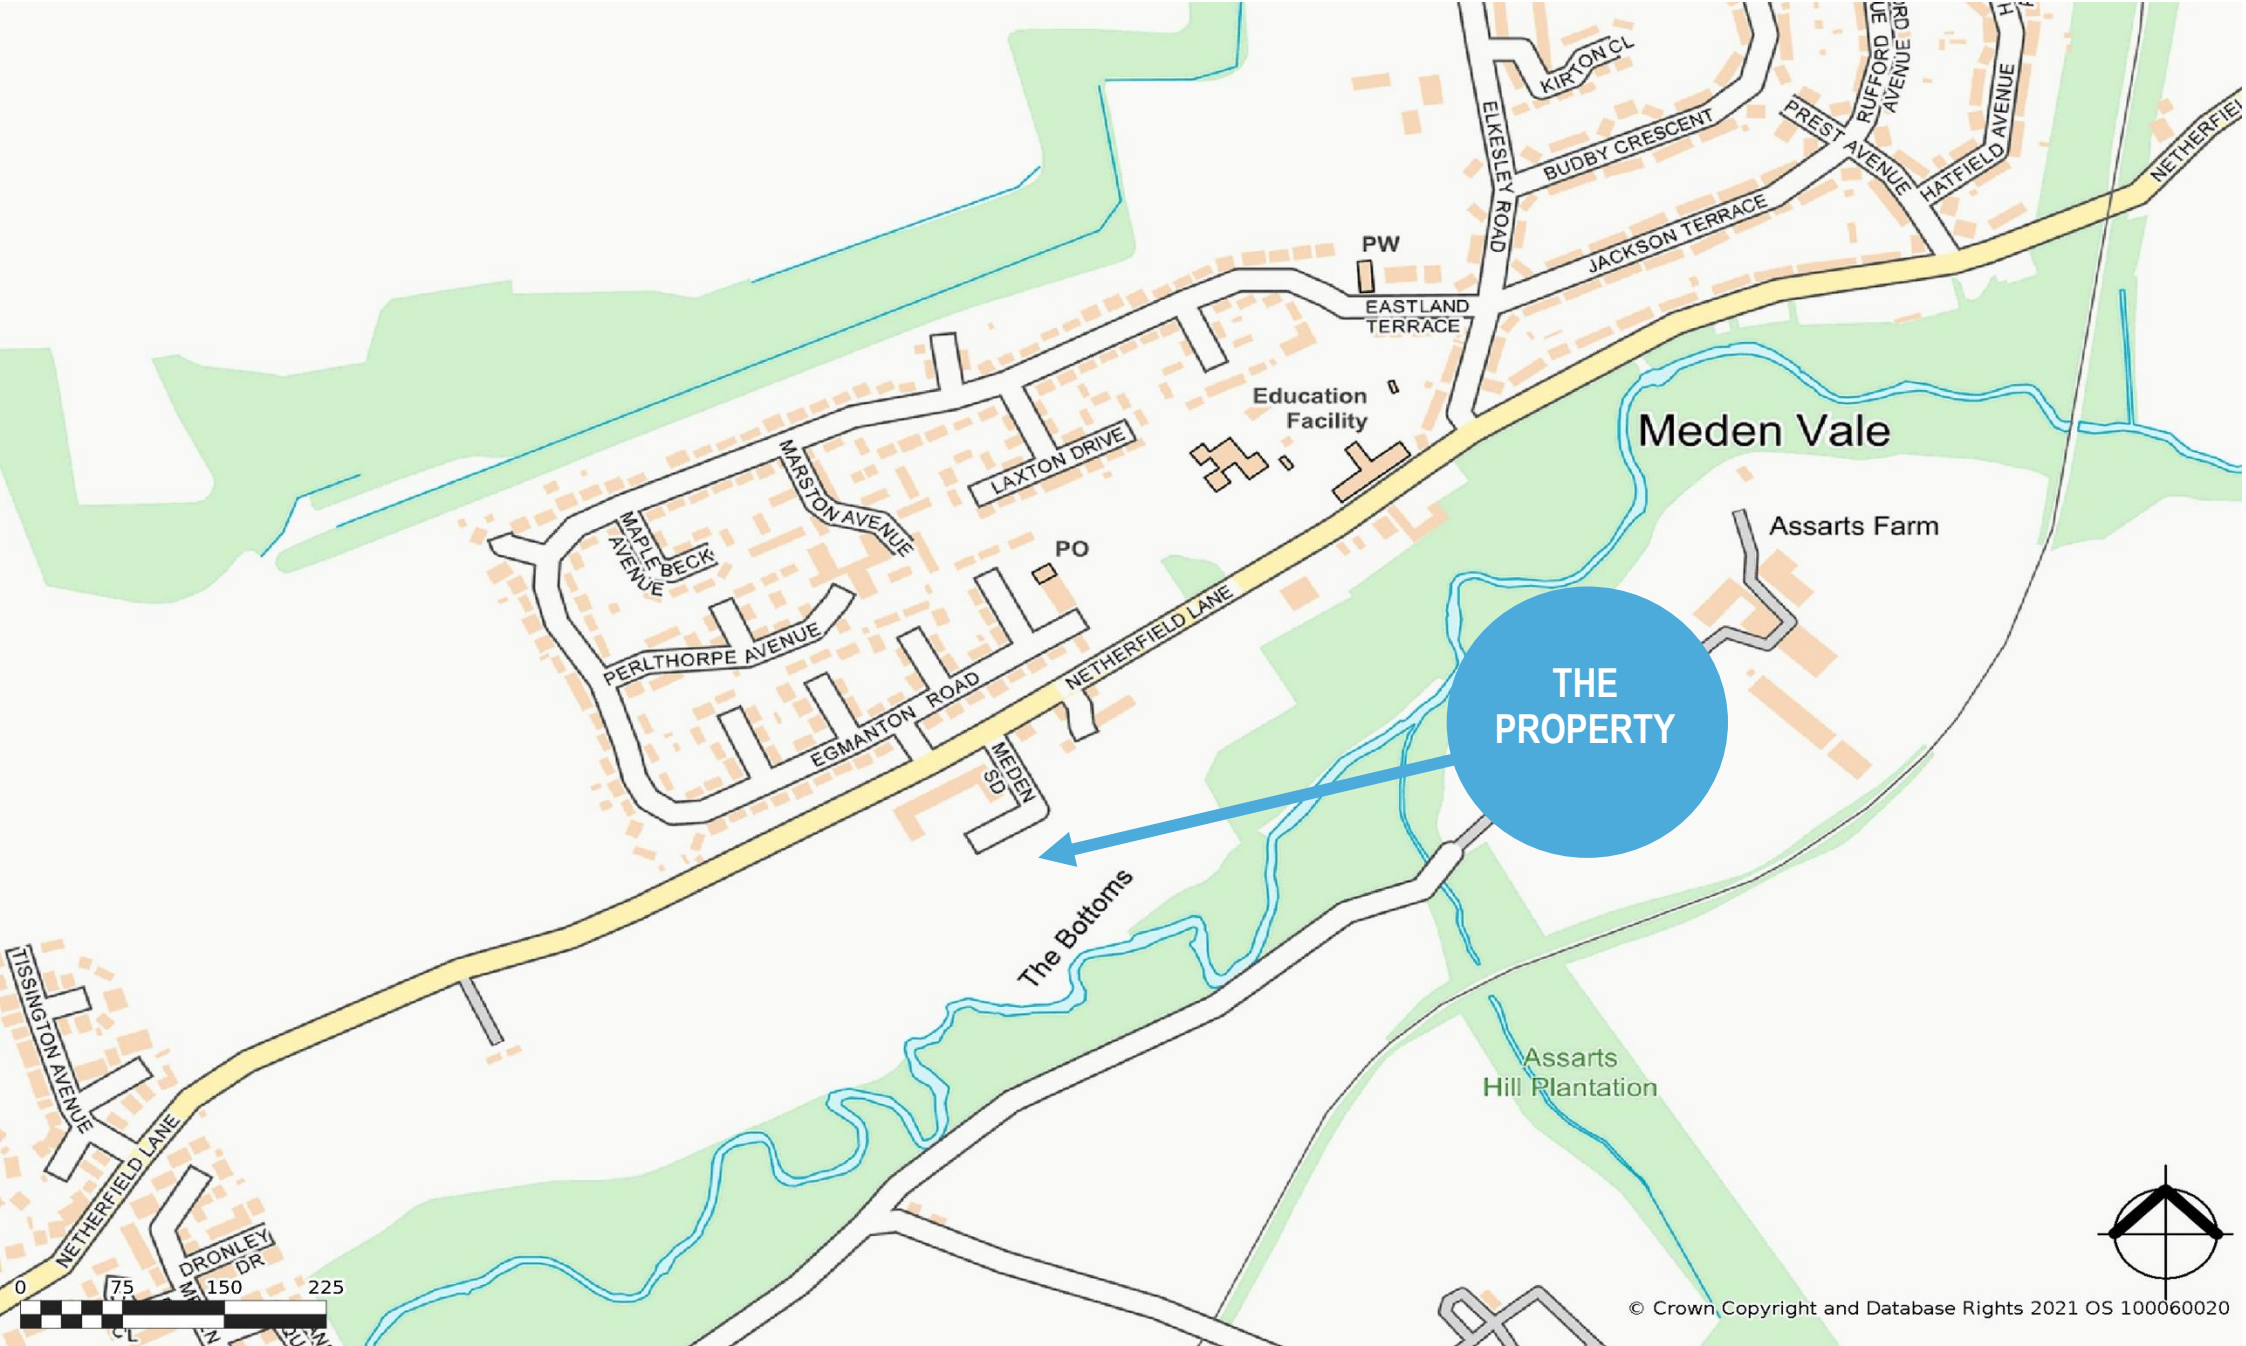 KIRTON CL
ELKESLEY ROAD
BUDBY CRESCENT
PREST AVENUE
RUFFORD
AVENUE
HATFIELD AVENUE
JACKSON TERRACE
PW
EASTLAND
TERRACE
Education
Facility
Meden Vale
Assarts Farm
LAXTON DRIVE
MARSTON AVENUE
MAPLE BECK
AVENUE
PO
PERLTHORPE AVENUE
EGMANTON ROAD
NETHERFIELD LANE
MEDEN
SD
THE
PROPERTY
The Bottoms
TISSINGTON AVENUE
NETHERFIELD LANE
DRONLEY
DR
CL
Assarts
Hill Plantation
0 75 150 225
© Crown Copyright and Database Rights 2021 OS 100060020